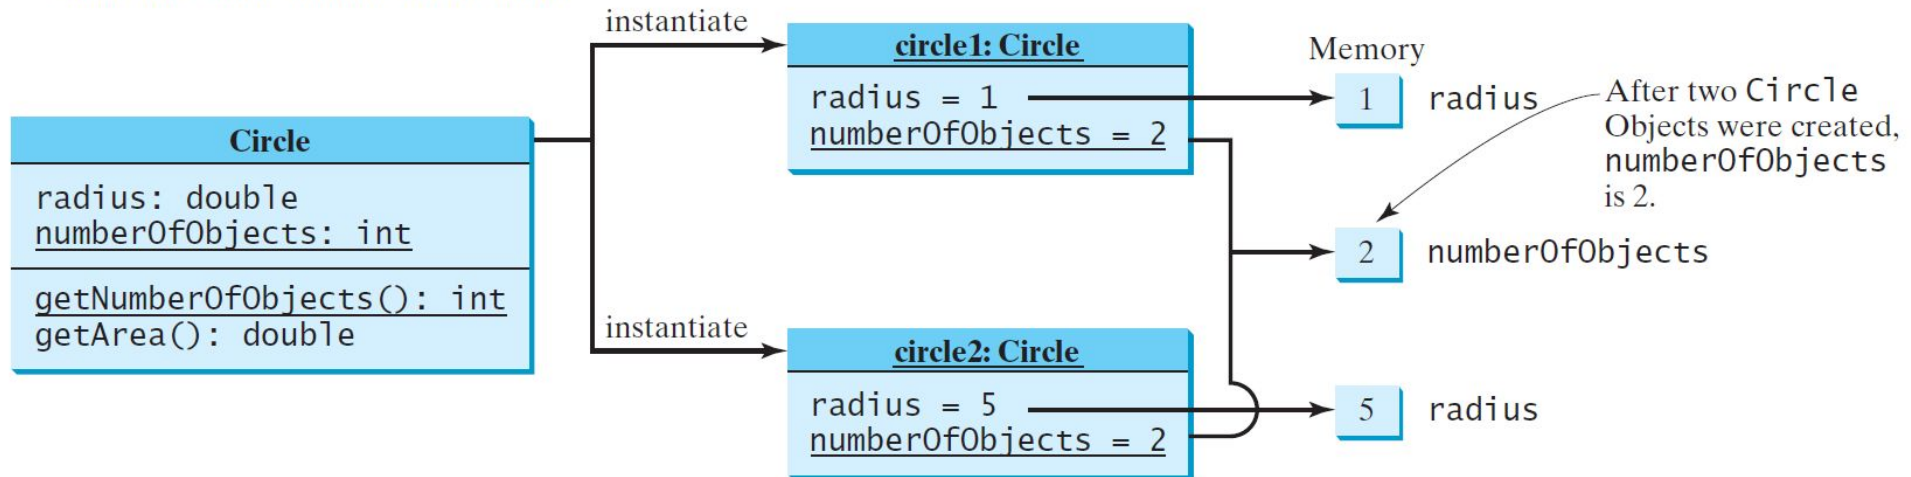 Circle
radius: double
numberOfObjects: int
getNumberOfObjects(): int
getArea(): double
instantiate
circle1: Circle
radius = 1
numberOfObjects = 2
instantiate
circle2: Circle
radius = 5
numberOfObjects = 2
Memory
1 radius
2 numberOfObjects
5 radius
After two Circle
Objects were created,
numberOfObjects
is 2.